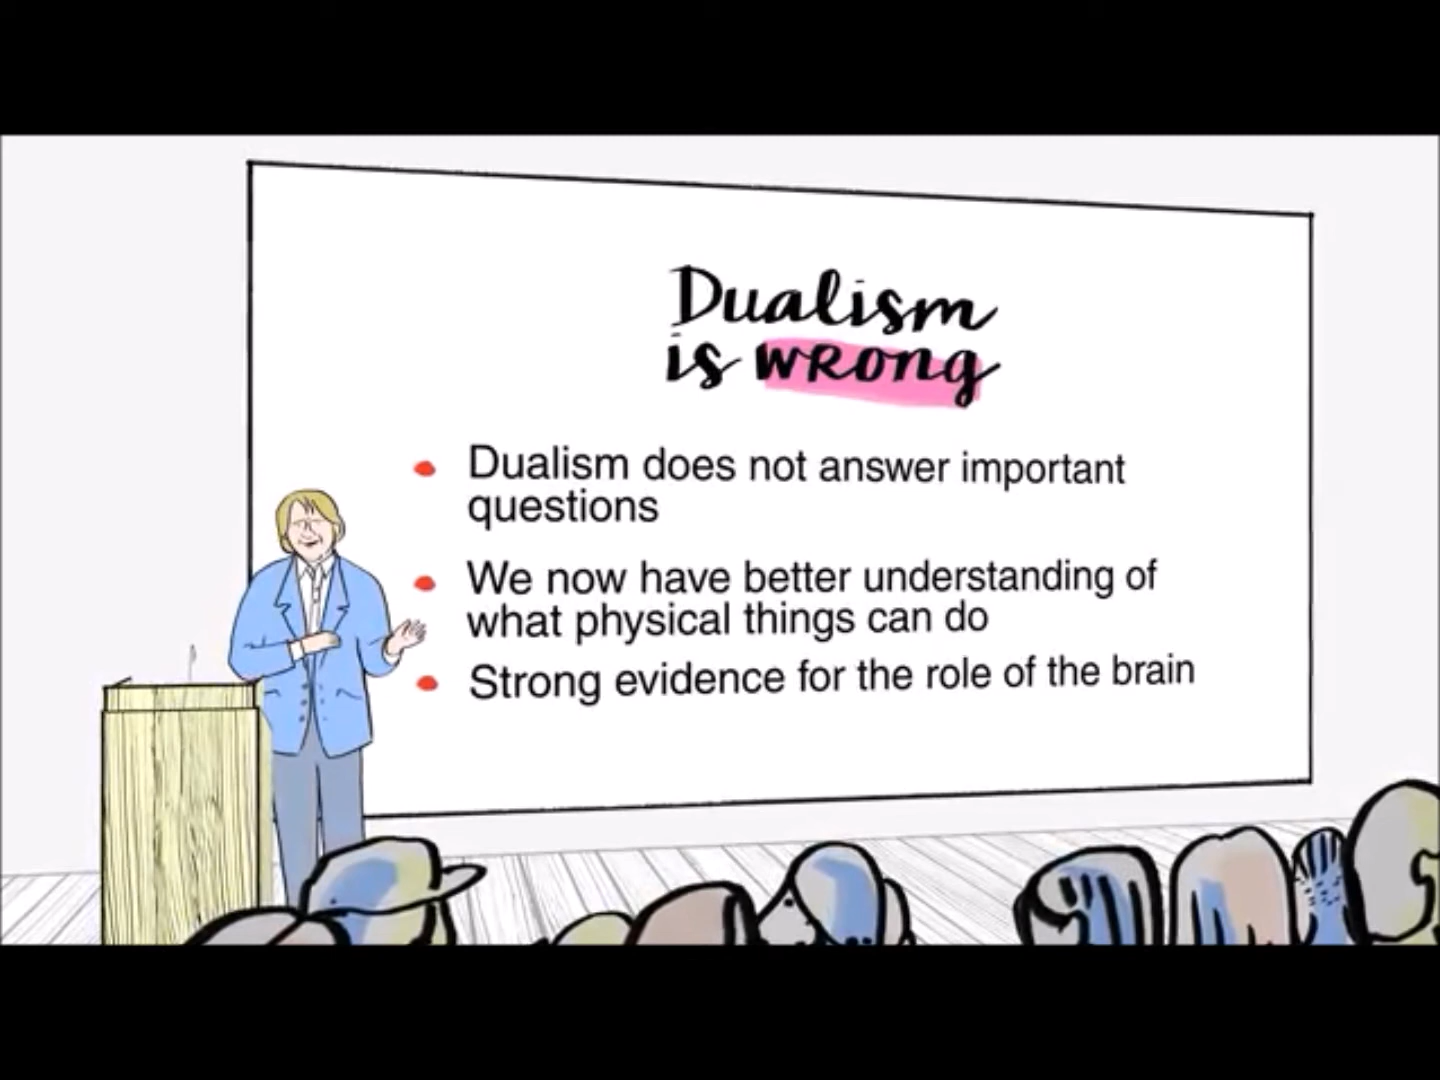 Dualism
is wrong
Dualism does not answer important
questions
We now have better understanding of
what physical things can do
Strong evidence for the role of the brain